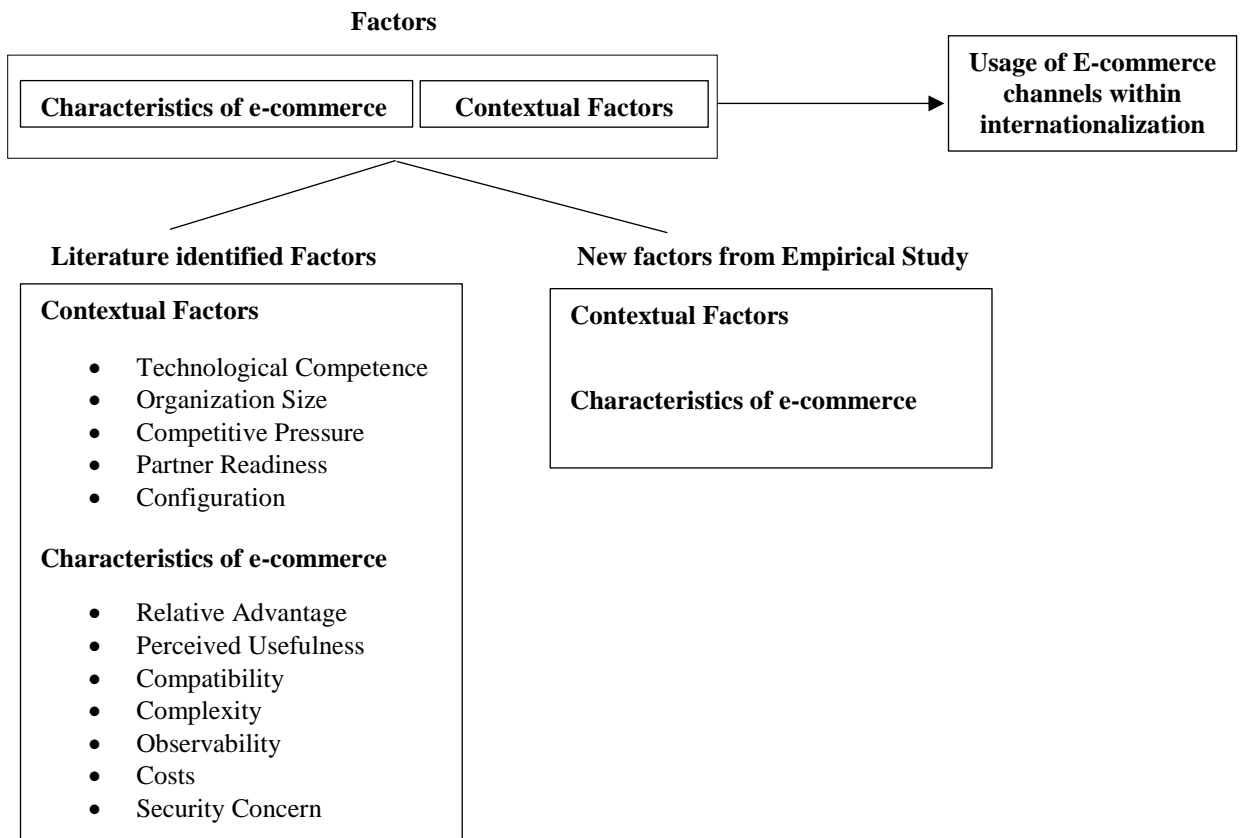 Factors
Characteristics of e-commerce
Contextual Factors
Usage of E-commerce
channels within
internationalization
Literature identified Factors
New factors from Empirical Study
Contextual Factors
• Technological Competence
• Organization Size
• Competitive Pressure
• Partner Readiness
• Configuration
Characteristics of e-commerce
• Relative Advantage
• Perceived Usefulness
• Compatibility
• Complexity
• Observability
• Costs
• Security Concern
Contextual Factors
Characteristics of e-commerce